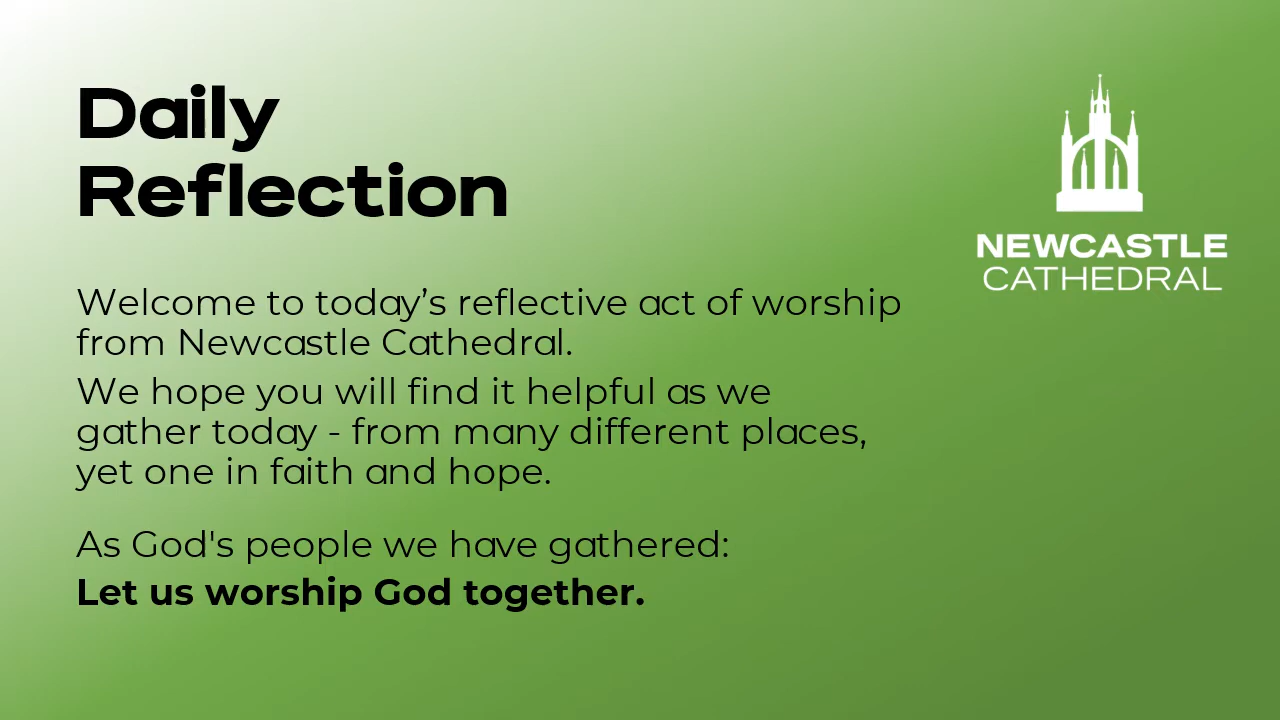 Daily
Reflection
NEWCASTLE
CATHEDRAL
Welcome to today’s reflective act of worship
from Newcastle Cathedral.
We hope you will find it helpful as we
gather today - from many different places,
yet one in faith and hope.
As God's people we have gathered:
Let us worship God together.